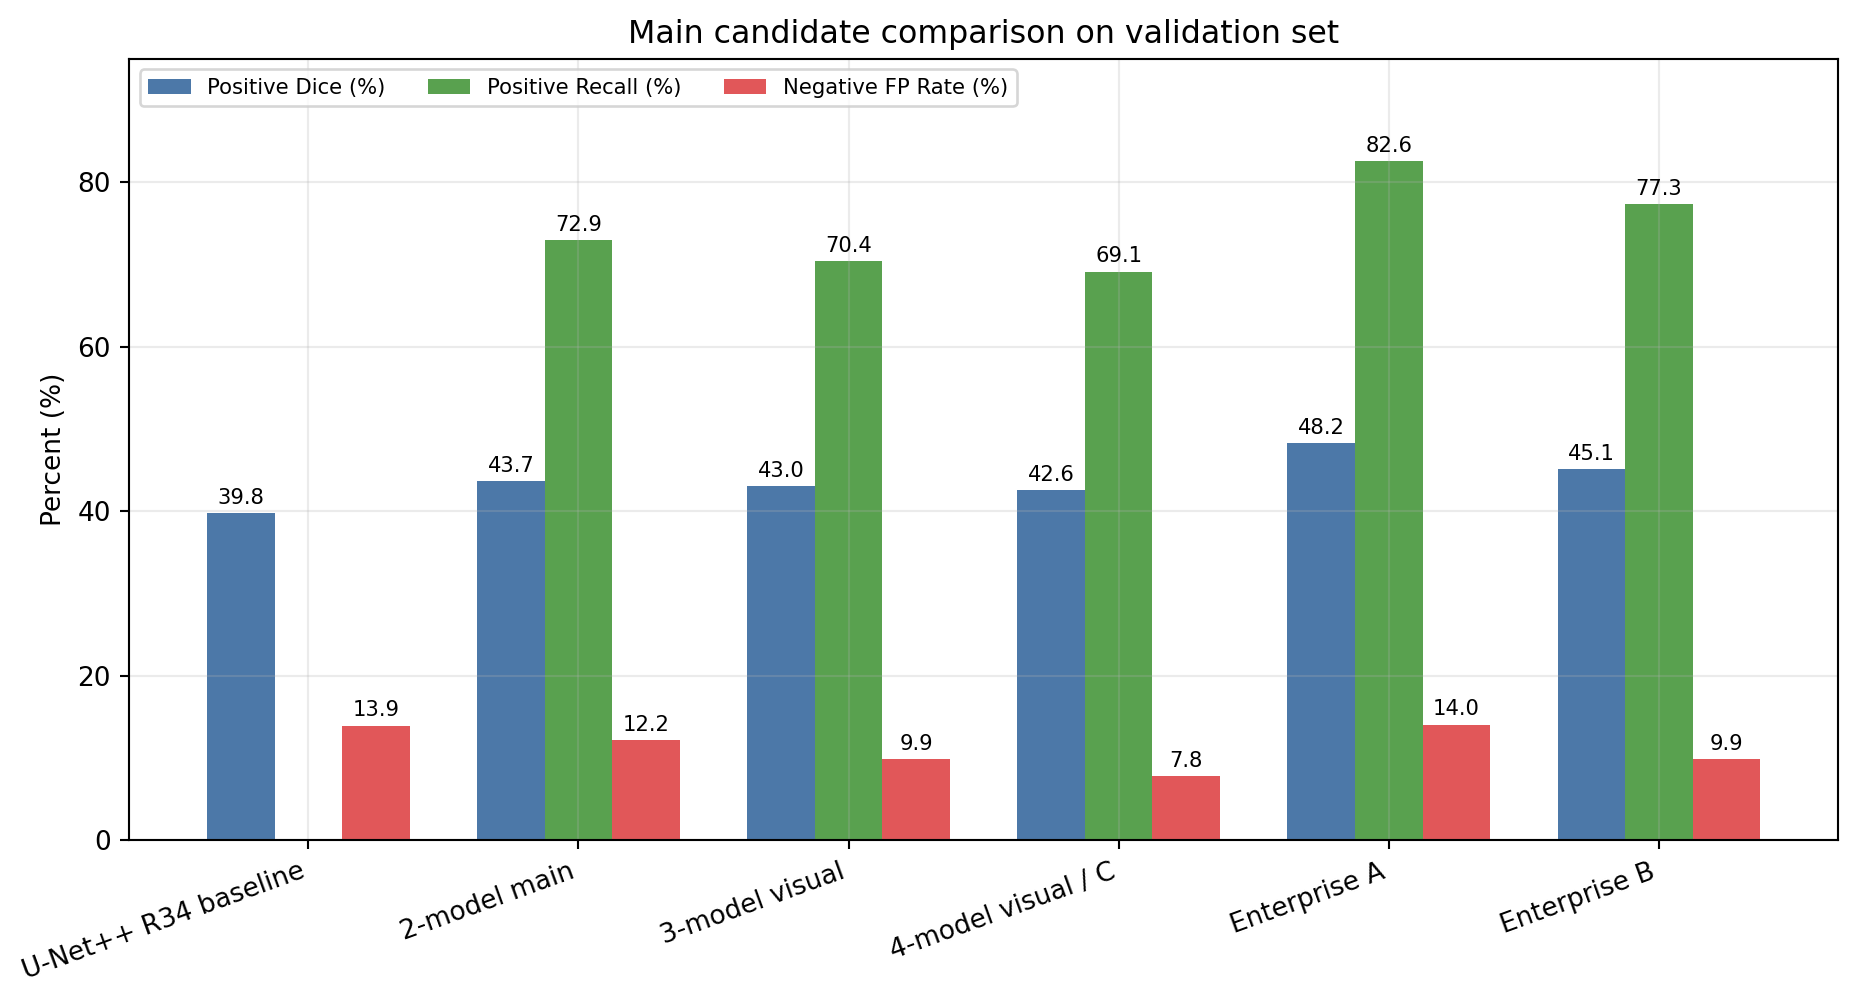 Main candidate comparison on validation set
Positive Dice (%) Positive Recall (%) Negative FP Rate (%)
Percent (%)
80
60
40
20
0
39.8
13.9
43.7
72.9
12.2
43.0
70.4
9.9
42.6
69.1
7.8
48.2
82.6
14.0
45.1
77.3
9.9
U-Net++ R34 baseline
2-model main
3-model visual
4-model visual / C
Enterprise A
Enterprise B